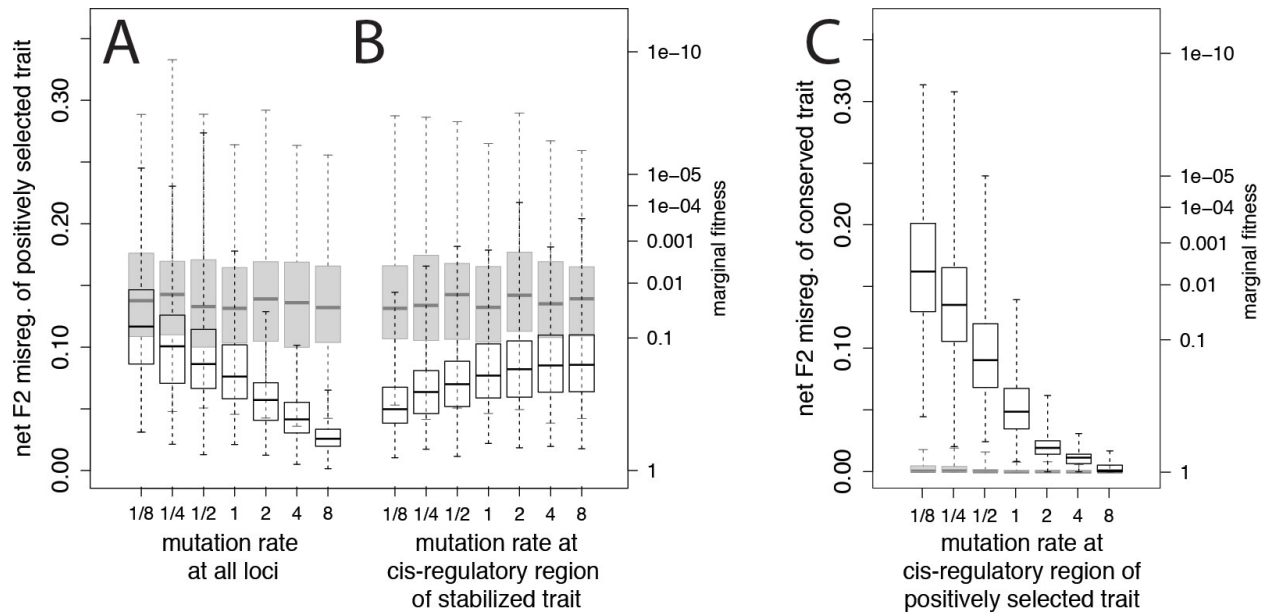 A
B
C
net F2 misreg. of positively selected trait
0.00
0.10
0.20
0.30
1e−10
1e−05
1e−04
0.001
0.01
0.1
1
marginal fitness
1/8 1/4 1/2 1 2 4 8
mutation rate
at all loci
1/8 1/4 1/2 1 2 4 8
mutation rate at
cis-regulatory region
of stabilized trait
net F2 misreg. of conserved trait
0.00
0.10
0.20
0.30
1e−10
1e−05
1e−04
0.001
0.01
0.1
1
marginal fitness
1/8 1/4 1/2 1 2 4 8
mutation rate at
cis-regulatory region of
positively selected trait